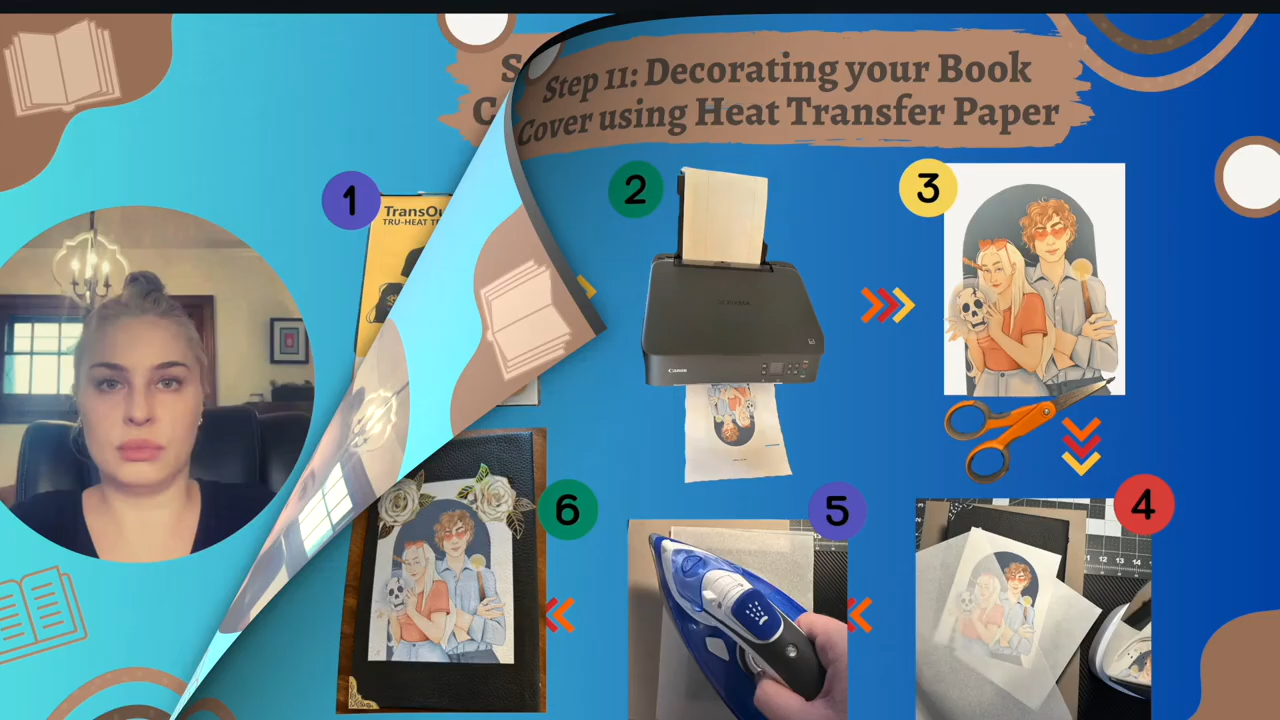 Step 11: Decorating your Book
Cover using Heat Transfer Paper
1
2
3
TransOu
TRU-HEAT T
Canon
6
5
4